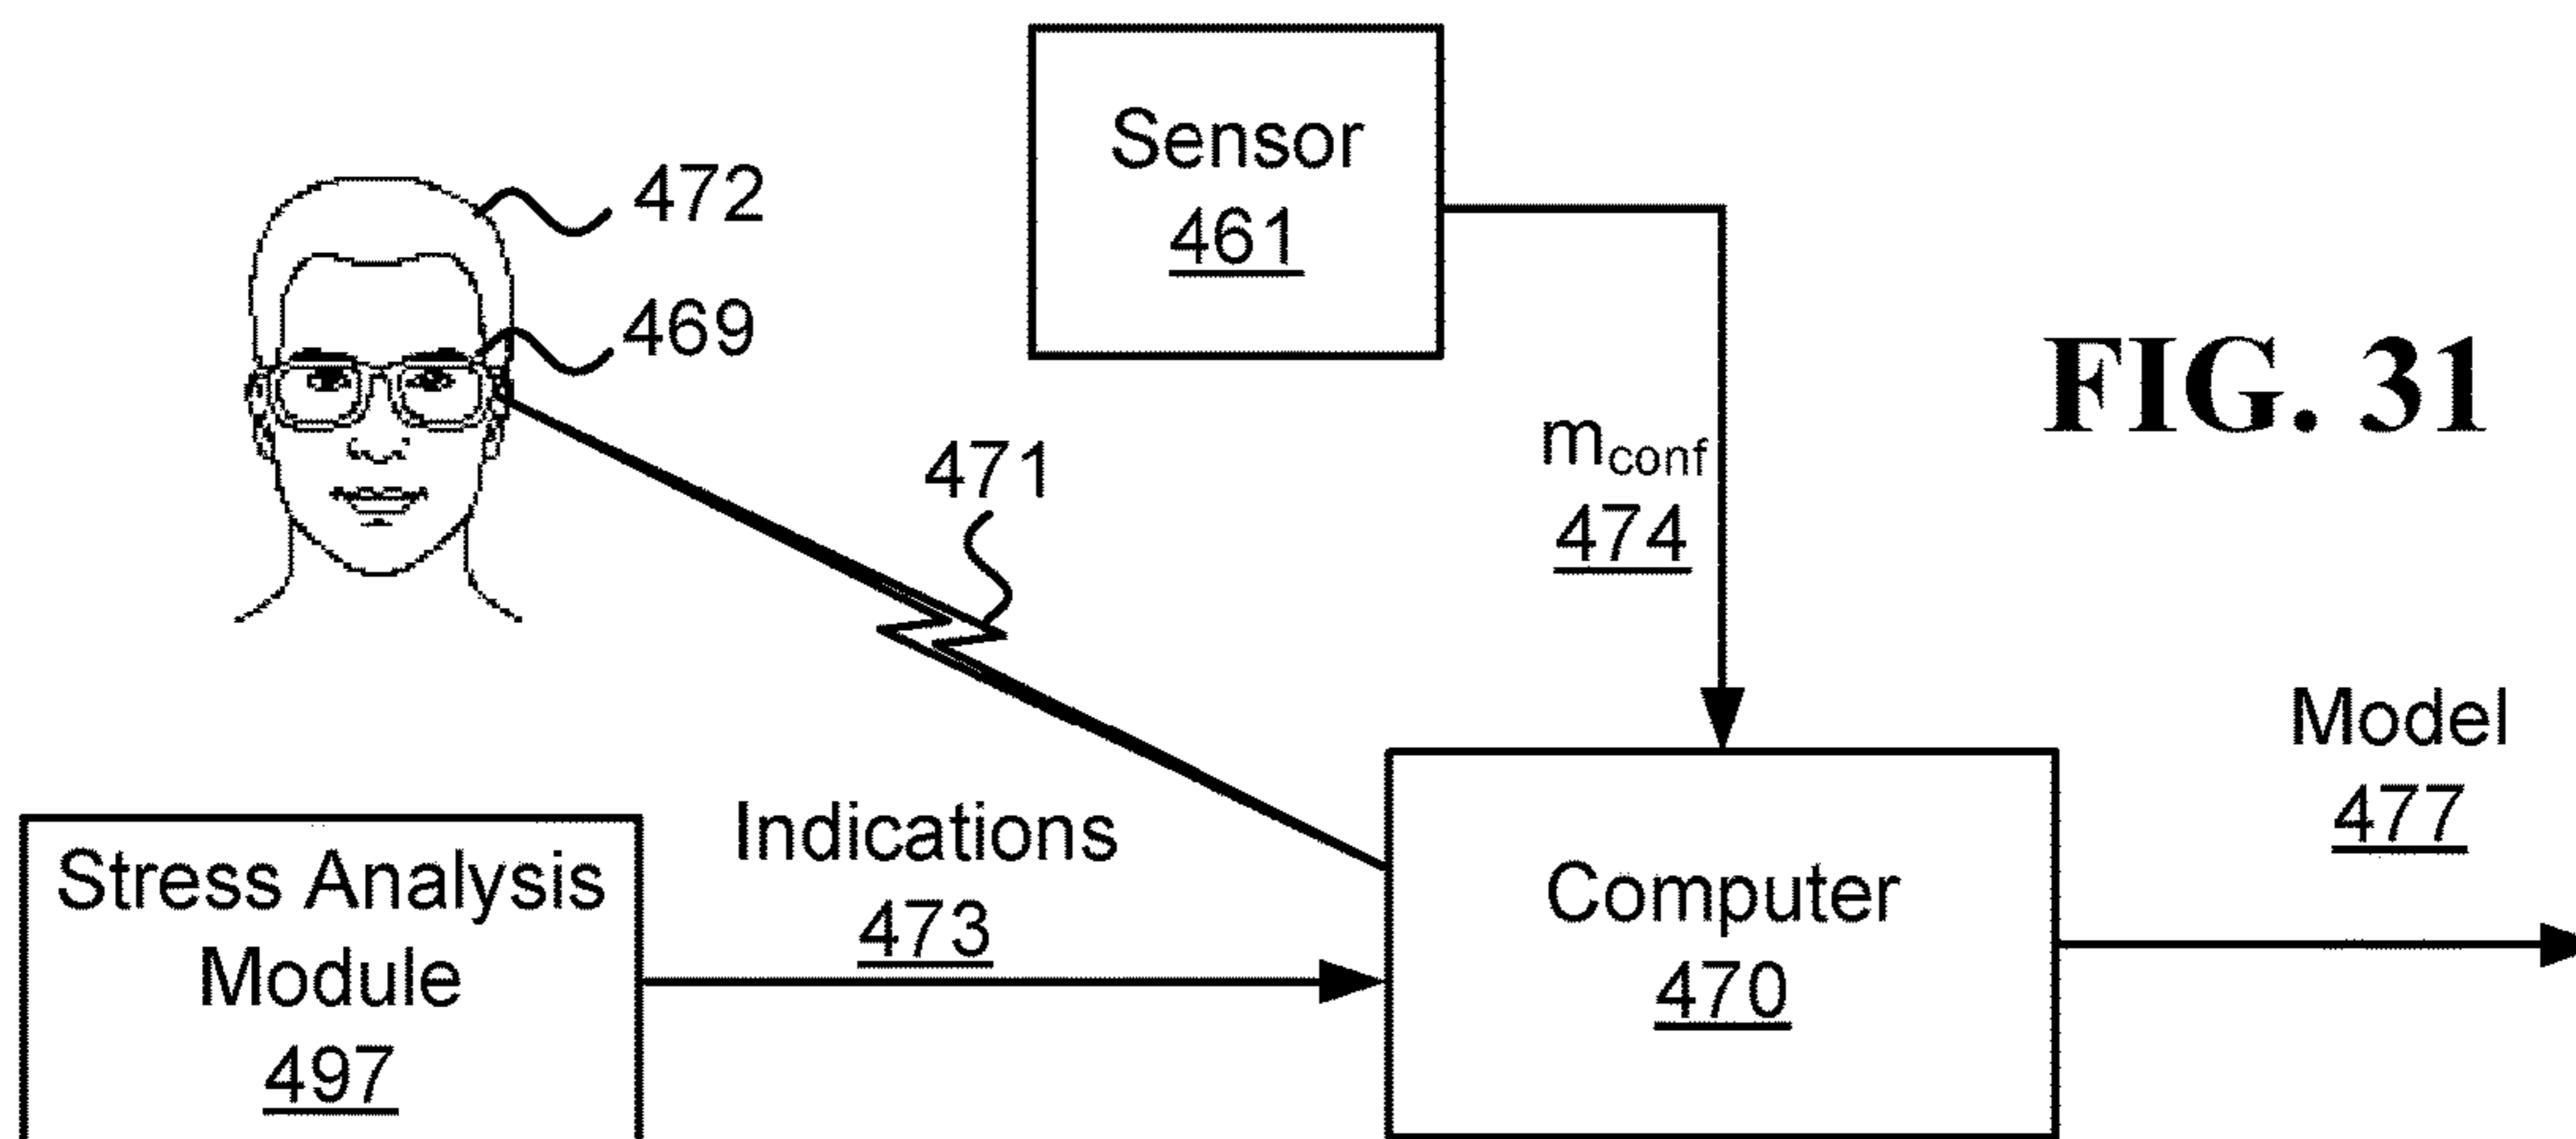 Sensor
461
472
469
FIG. 31
471
mconf
474
Model
477
Indications
473
Stress Analysis
Module
497
Computer
470